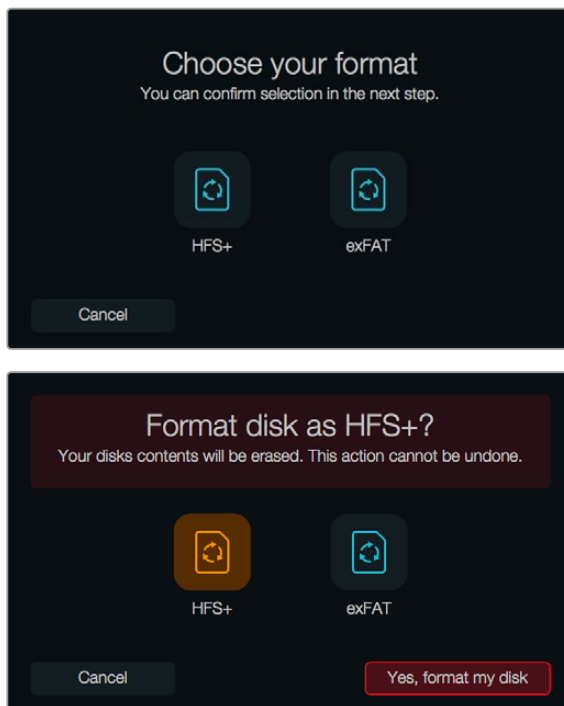 Choose your format
You can confirm selection in the next step.
HFS+ exFAT
Cancel
Format disk as HFS+?
Your disks contents will be erased. This action cannot be undone.
HFS+ exFAT
Cancel Yes, format my disk